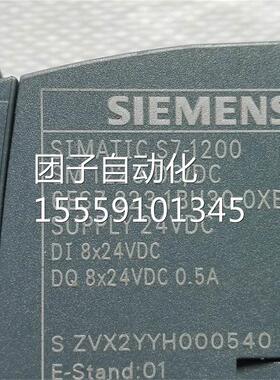 SIEMENS
SIMATIC S7-1200
团子自动化
15559101345
SUPPLY 24VDC
DI 8x24VDC
DQ 8x24VDC 0.5A
S ZVX2YYH000540
E-Stand:01